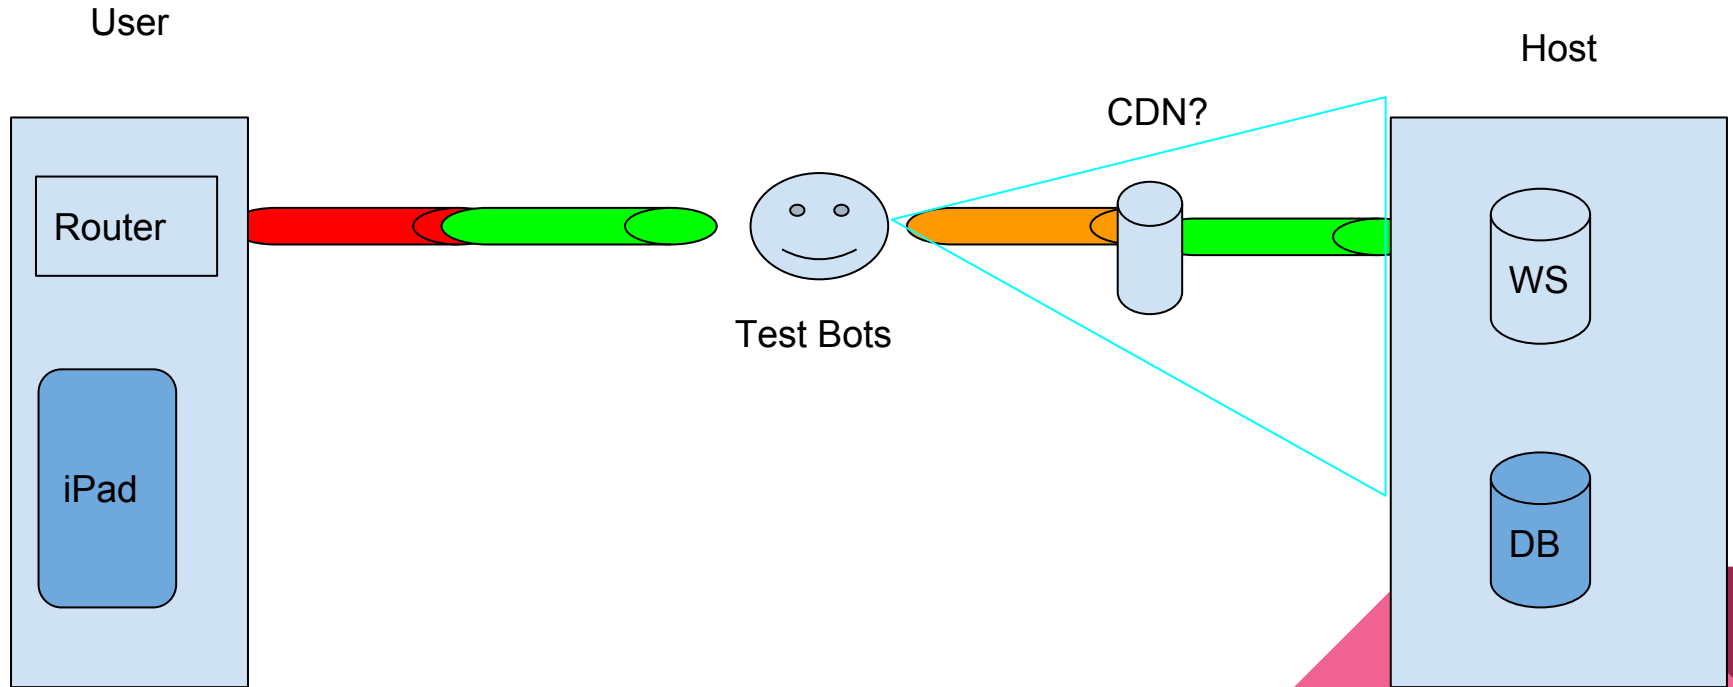 User
Host
CDN?
Router
WS
Test Bots
iPad
DB